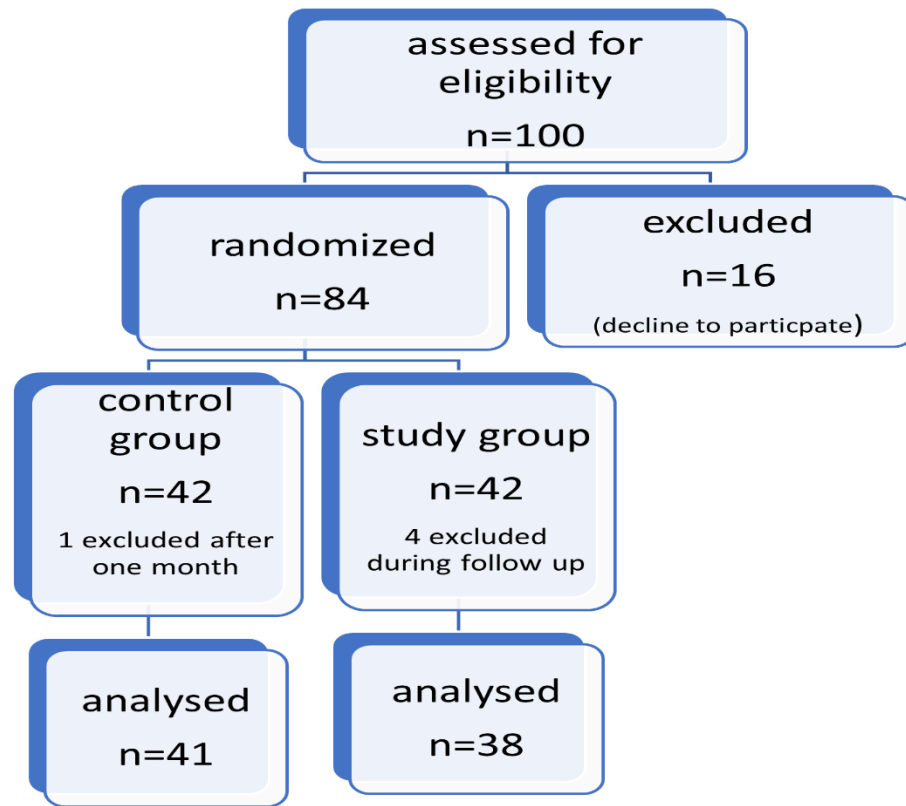 assessed for
eligibility
n=100
randomized
n=84
excluded
n=16
(decline to particpate)
control
group
n=42
1 excluded after
one month
study group
n=42
4 excluded
during follow up
analysed
n=41
analysed
n=38